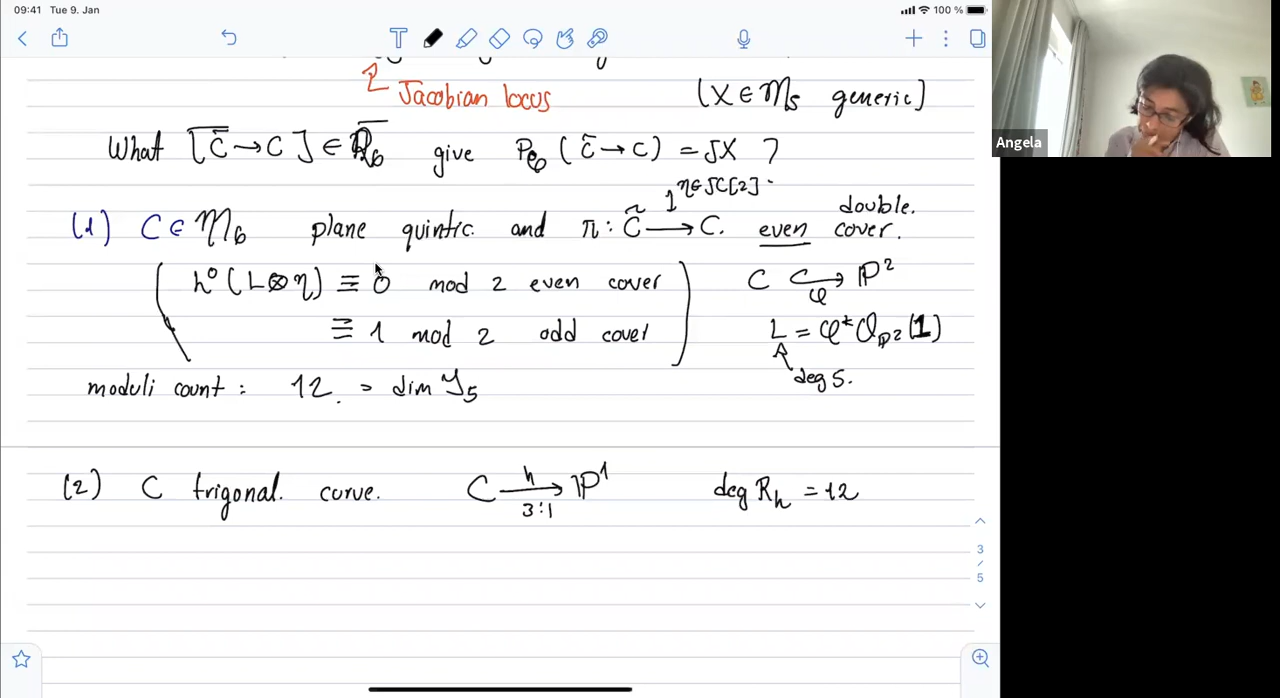 09:41 Tue 9. Jan
100 %
Jacobian locus
(X ∈ M₅ generic)
What [C̃ → C] ∈ R̄₆ give P₆ (C̃ → C) = JX ?
η ∈ JC[2]
(1) C ∈ M₆ plane quintic and π : C̃ → C. even double cover.
( h⁰ (L ⊗ η) ≡ 0 mod 2 even cover
≡ 1 mod 2 odd cover )
C ↪ P²
φ
L = φ* O_P² (1)
deg 5.
moduli count : 12 = dim J₅
(2) C trigonal curve. C → P¹ deg R_h = 12
h
3:1
3
/
5
Angela